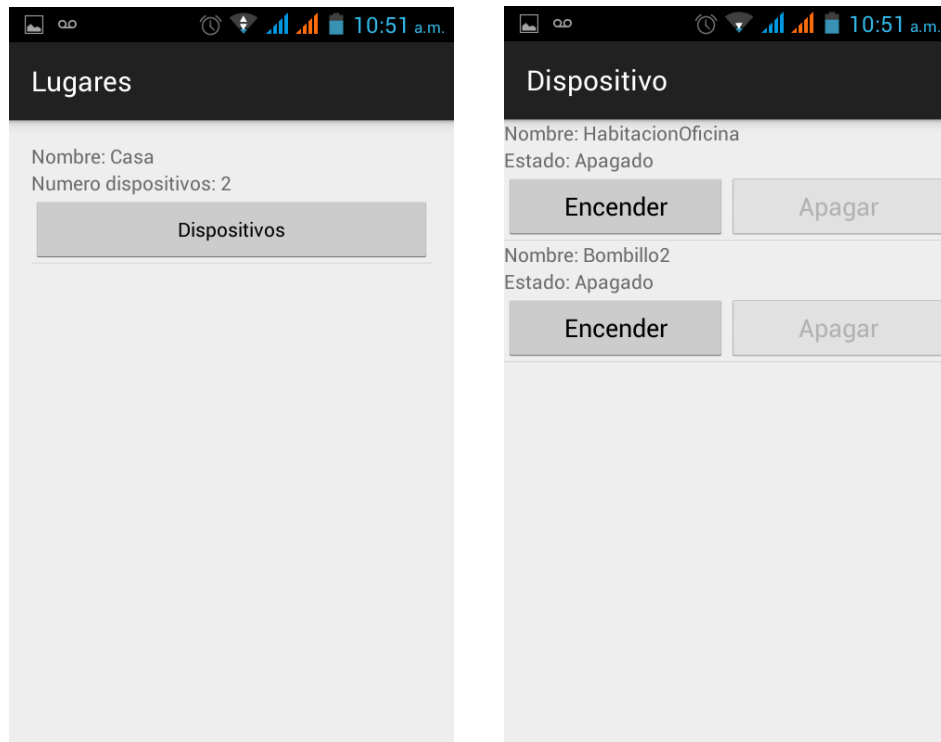 10:51 a.m.
Lugares
Nombre: Casa
Numero dispositivos: 2
Dispositivos
10:51 a.m.
Dispositivo
Nombre: HabitacionOficina
Estado: Apagado
Encender Apagar
Nombre: Bombillo2
Estado: Apagado
Encender Apagar